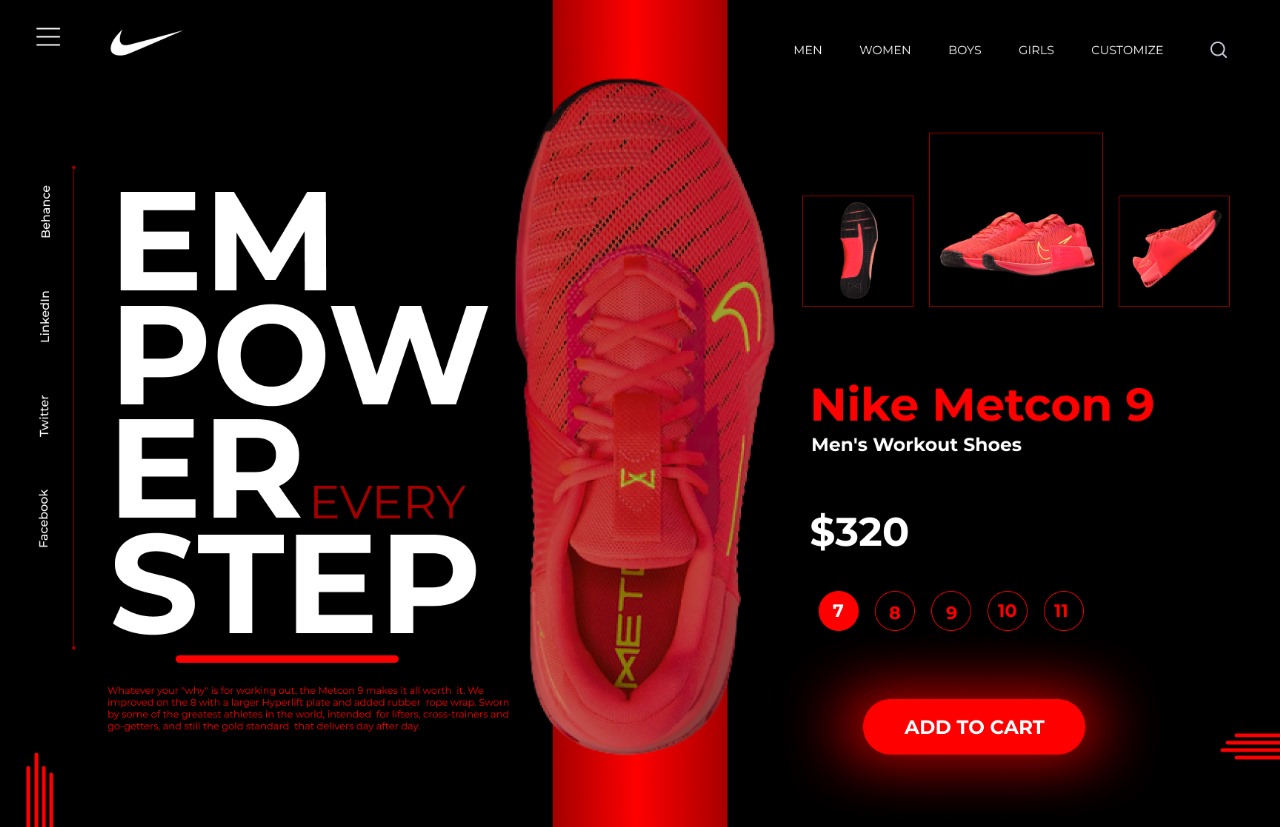 MEN WOMEN BOYS GIRLS CUSTOMIZE
Behance
LinkedIn
Twitter
Facebook
EM
POW
ER EVERY
STEP
Whatever your "why" is for working out, the Metcon 9 makes it all worth it. We
improved on the 8 with a larger Hyperlift plate and added rubber rope wrap. Sworn
by some of the greatest athletes in the world, intended for lifters, cross-trainers and
go-getters, and still the gold standard that delivers day after day.
Nike Metcon 9
Men's Workout Shoes
$320
7 8 9 10 11
ADD TO CART